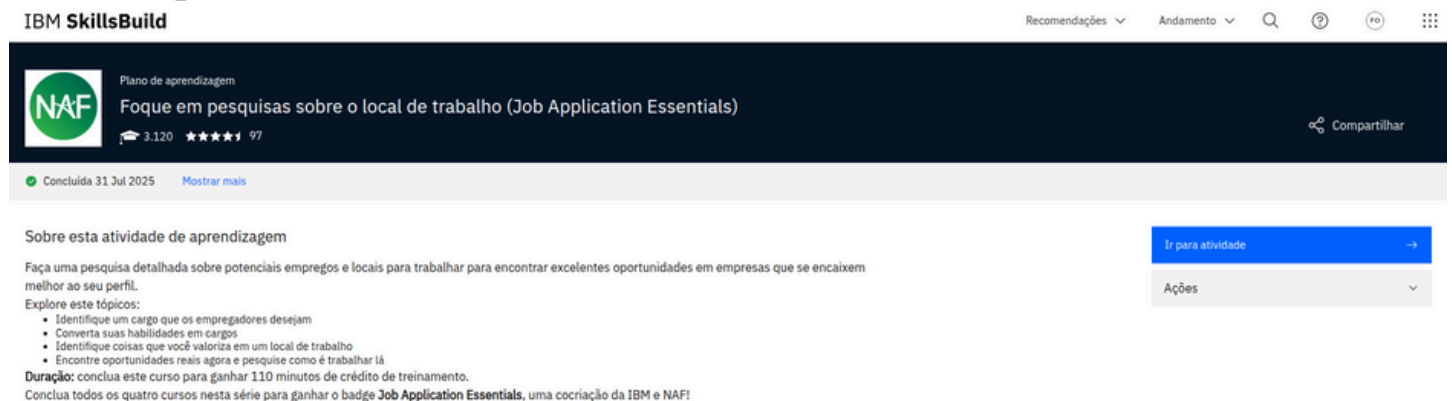 IBM SkillsBuild
Recomendações
Andamento
FO
NAF
Plano de aprendizagem
Foque em pesquisas sobre o local de trabalho (Job Application Essentials)
3.120 ★★★★ 97
Compartilhar
Concluída 31 Jul 2025 Mostrar mais
Sobre esta atividade de aprendizagem
Ir para atividade →
Faça uma pesquisa detalhada sobre potenciais empregos e locais para trabalhar para encontrar excelentes oportunidades em empresas que se encaixem
melhor ao seu perfil.
Ações
Explore este tópicos:
• Identifique um cargo que os empregadores desejam
• Converta suas habilidades em cargos
• Identifique coisas que você valoriza em um local de trabalho
• Encontre oportunidades reais agora e pesquise como é trabalhar lá
Duração: conclua este curso para ganhar 110 minutos de crédito de treinamento.
Conclua todos os quatro cursos nesta série para ganhar o badge Job Application Essentials, uma cocriação da IBM e NAF!